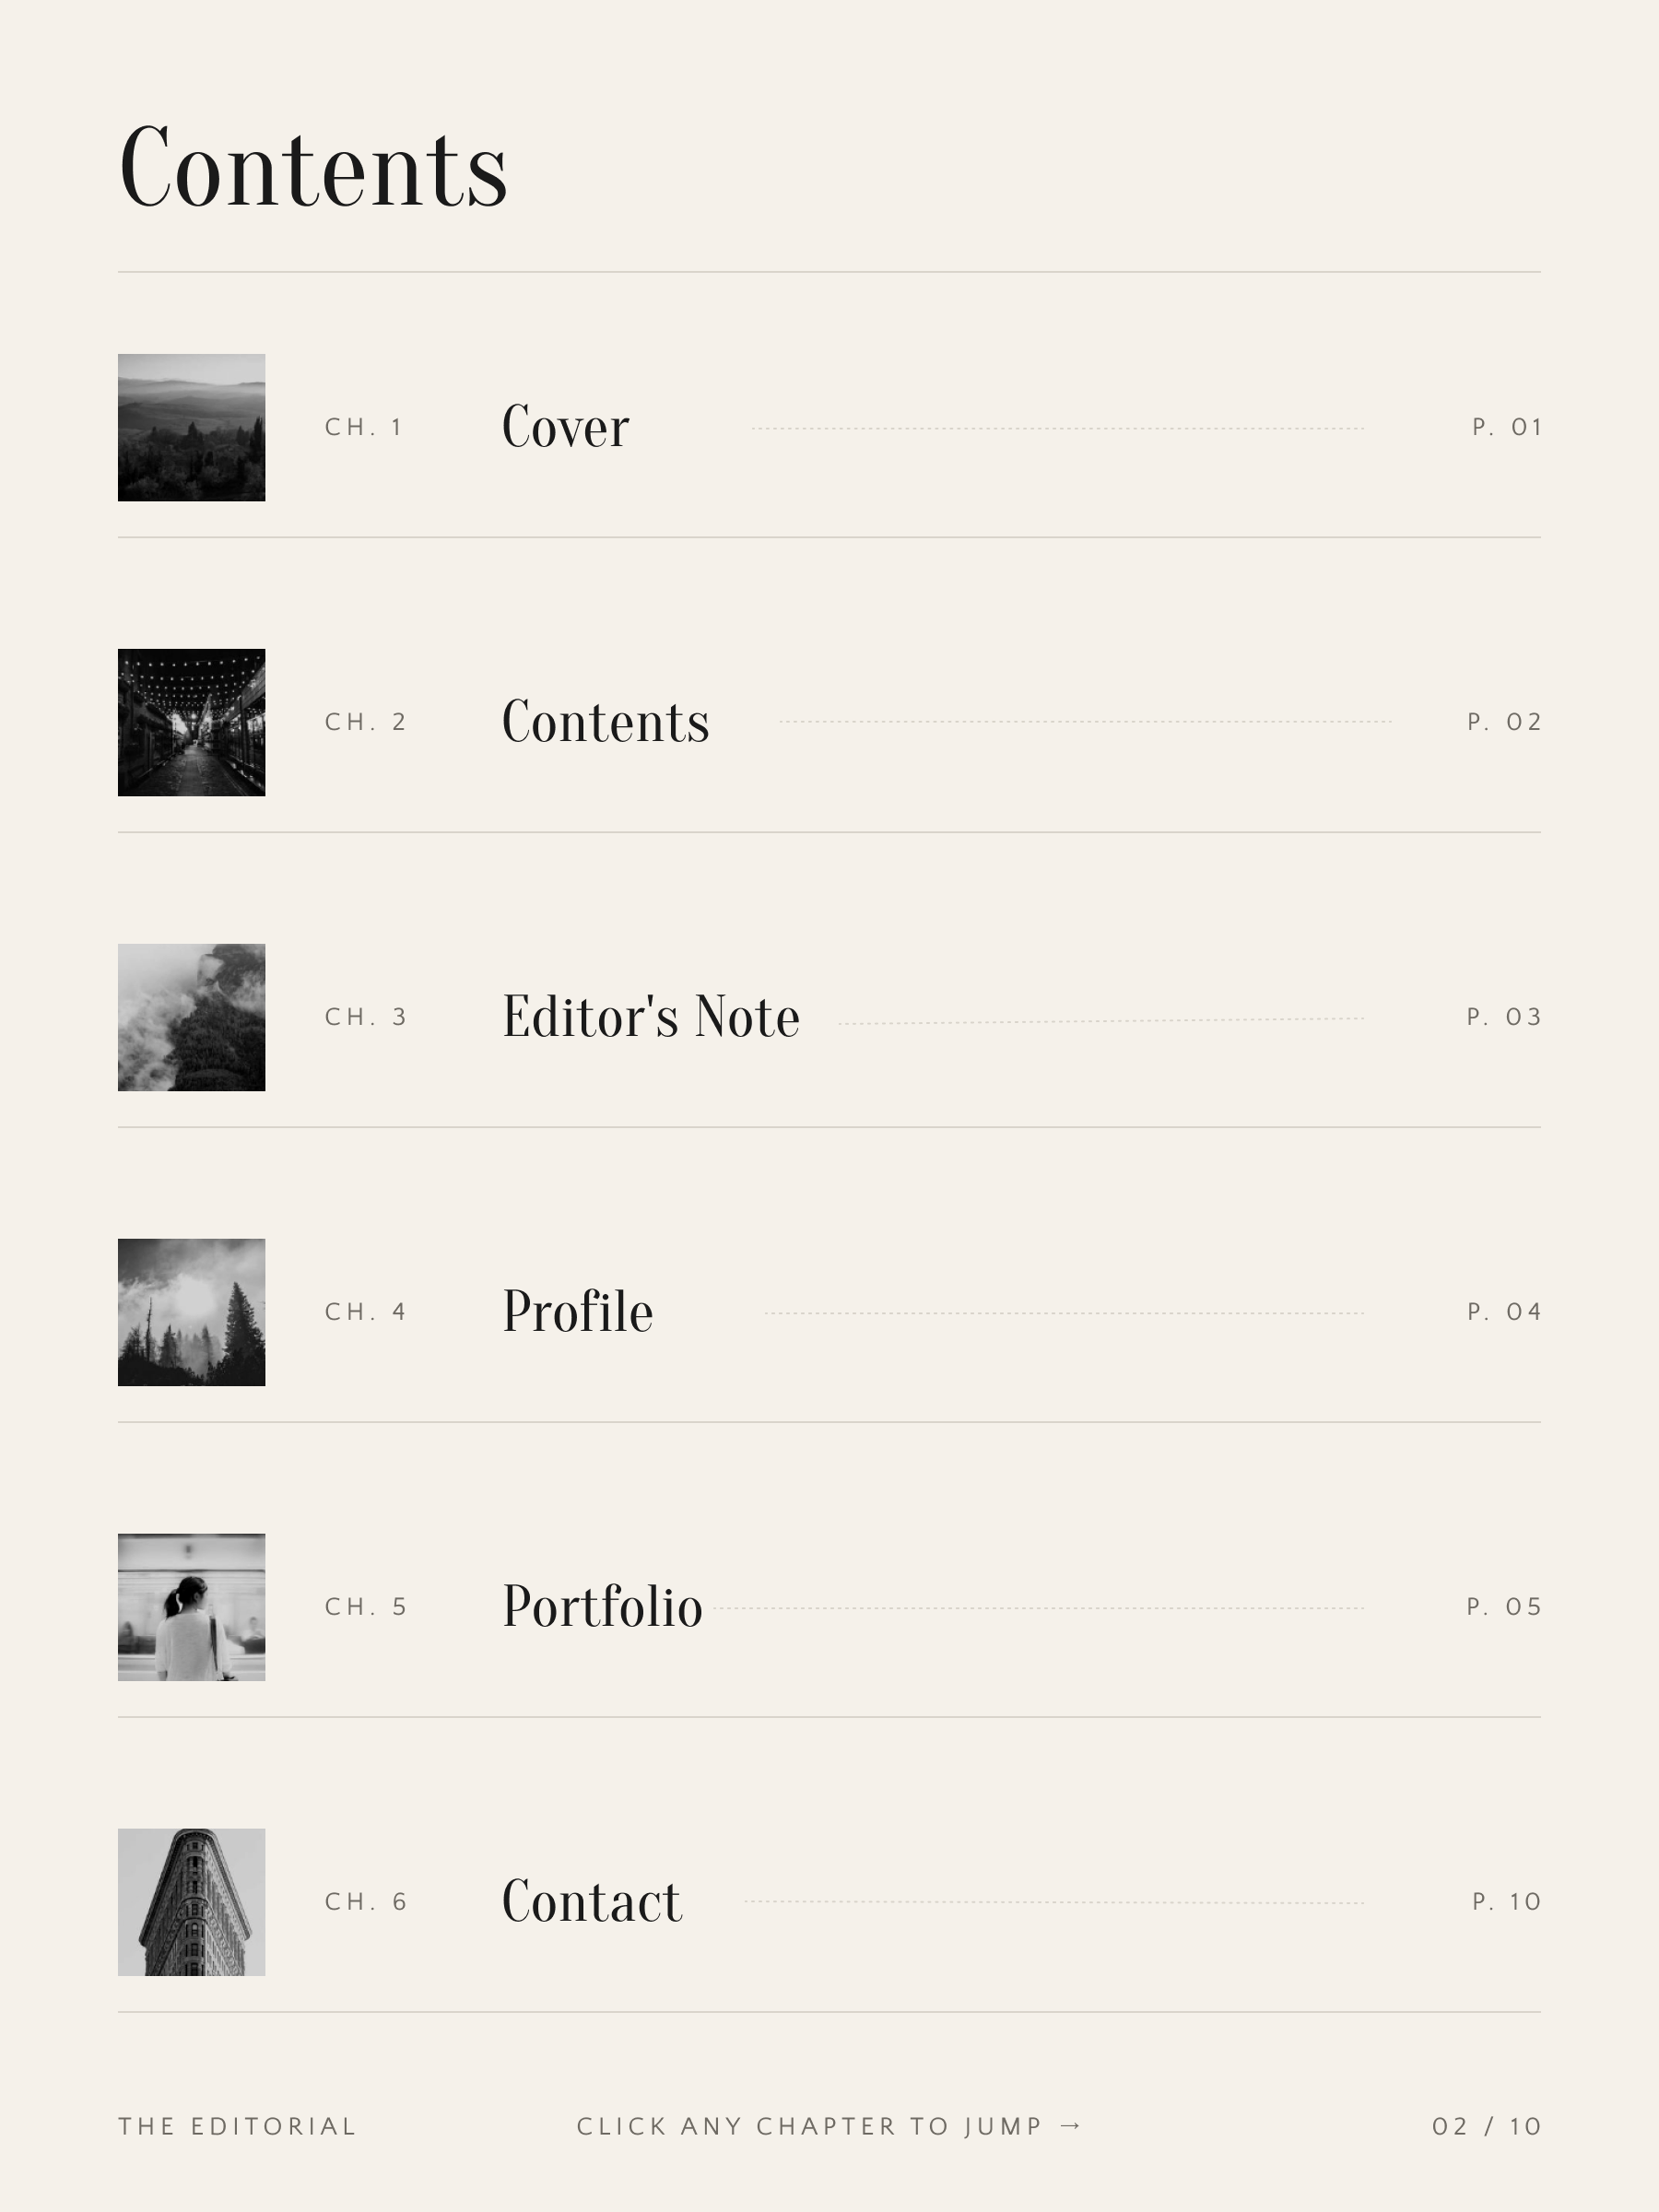 Contents
CH. 1 Cover P. 01
CH. 2 Contents P. 02
CH. 3 Editor's Note P. 03
CH. 4 Profile P. 04
CH. 5 Portfolio P. 05
CH. 6 Contact P. 10
THE EDITORIAL CLICK ANY CHAPTER TO JUMP → 02 / 10